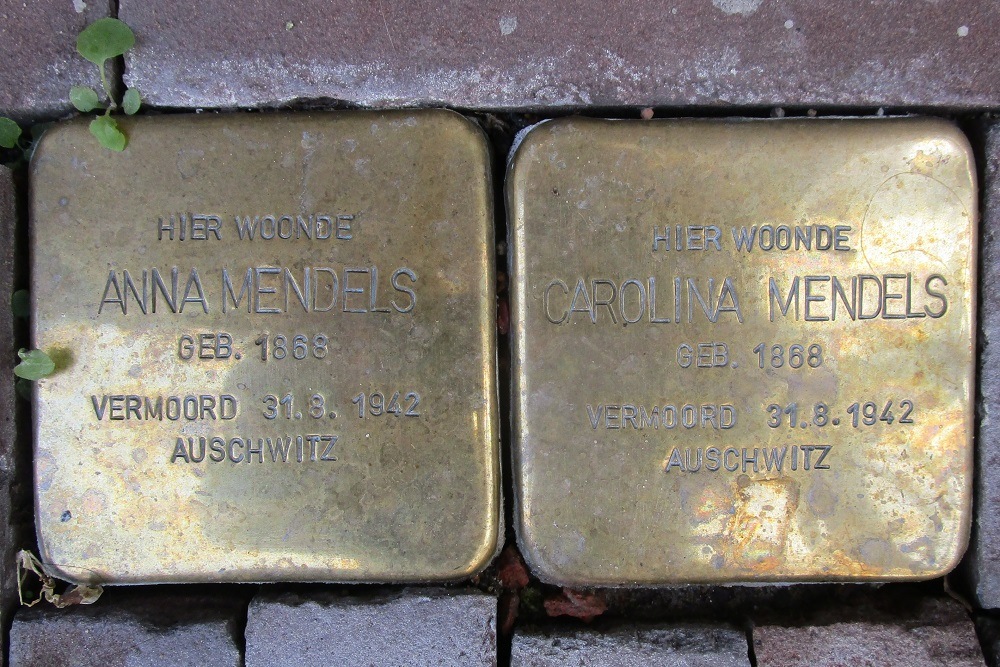 HIER WOONDE
ANNA MENDELS
GEB. 1868
VERMOORD 31.8.1942
AUSCHWITZ
HIER WOONDE
CAROLINA MENDELS
GEB. 1868
VERMOORD 31.8.1942
AUSCHWITZ